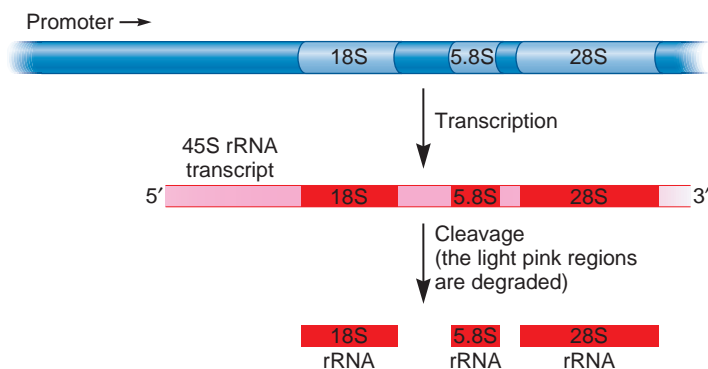 Promoter →
18S 5.8S 28S
Transcription
45S rRNA
transcript
5′ 18S 5.8S 28S 3′
Cleavage
(the light pink regions
are degraded)
18S 5.8S 28S
rRNA rRNA rRNA